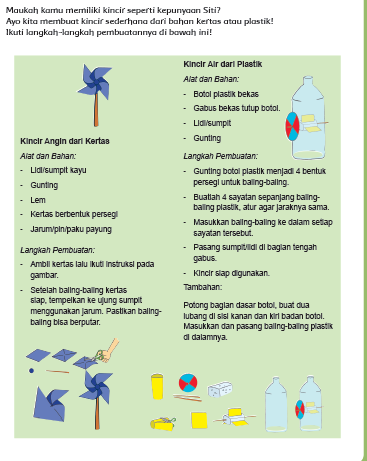 Maukah kamu memiliki kincir seperti kepunyaan Siti?
Ayo kita membuat kincir sederhana dari bahan kertas atau plastik!
Ikuti langkah-langkah pembuatannya di bawah ini!
Kincir Angin dari Kertas
Alat dan Bahan:
- Lidi/sumpit kayu
- Gunting
- Lem
- Kertas berbentuk persegi
- Jarum/pin/paku payung
Langkah Pembuatan:
- Ambil kertas lalu ikuti instruksi pada
gambar.
- Setelah baling-baling kertas
siap, tempelkan ke ujung sumpit
menggunakan jarum. Pastikan baling-
baling bisa berputar.
Kincir Air dari Plastik
Alat dan Bahan:
- Botol plastik bekas
- Gabus bekas tutup botol.
- Lidi/sumpit
- Gunting
Langkah Pembuatan:
- Gunting botol plastik menjadi 4 bentuk
persegi untuk baling-baling.
- Buatlah 4 sayatan sepanjang baling-
baling plastik, atur agar jaraknya sama.
- Masukkan baling-baling ke dalam setiap
sayatan tersebut.
- Pasang sumpit/lidi di bagian tengah
gabus.
- Kincir siap digunakan.
Tambahan:
Potong bagian dasar botol, buat dua
lubang di sisi kanan dan kiri badan botol.
Masukkan dan pasang baling-baling plastik
di dalamnya.